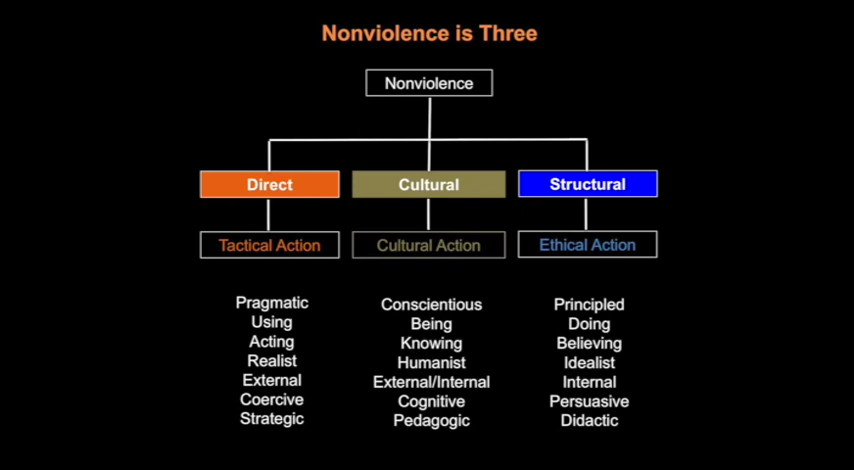 Nonviolence is Three
Nonviolence
Direct
Cultural
Structural
Tactical Action
Cultural Action
Ethical Action
Pragmatic
Using
Acting
Realist
External
Coercive
Strategic
Conscientious
Being
Knowing
Humanist
External/Internal
Cognitive
Pedagogic
Principled
Doing
Believing
Idealist
Internal
Persuasive
Didactic